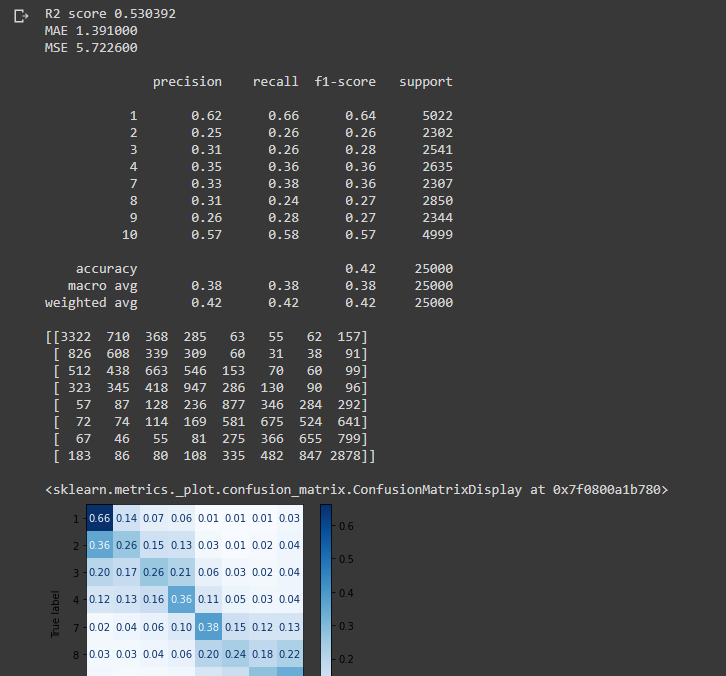 R2 score 0.530392
MAE 1.391000
MSE 5.722600
precision recall f1-score support
1 0.62 0.66 0.64 5022
2 0.25 0.26 0.26 2302
3 0.31 0.26 0.28 2541
4 0.35 0.36 0.36 2635
7 0.33 0.38 0.36 2307
8 0.31 0.24 0.27 2850
9 0.26 0.28 0.27 2344
10 0.57 0.58 0.57 4999
accuracy 0.42 25000
macro avg 0.38 0.38 0.38 25000
weighted avg 0.42 0.42 0.42 25000
[[3322 710 368 285 63 55 62 157]
[ 826 608 339 309 60 31 38 91]
[ 512 438 663 546 153 70 60 99]
[ 323 345 418 947 286 130 90 96]
[ 57 87 128 236 877 346 284 292]
[ 72 74 114 169 581 675 524 641]
[ 67 46 55 81 275 366 655 799]
[ 183 86 80 108 335 482 847 2878]]
<sklearn.metrics._plot.confusion_matrix.ConfusionMatrixDisplay at 0x7f0800a1b780>
1 0.66 0.14 0.07 0.06 0.01 0.01 0.01 0.03
2 0.36 0.26 0.15 0.13 0.03 0.01 0.02 0.04
3 0.20 0.17 0.26 0.21 0.06 0.03 0.02 0.04
4 0.12 0.13 0.16 0.36 0.11 0.05 0.03 0.04
7 0.02 0.04 0.06 0.10 0.38 0.15 0.12 0.13
8 0.03 0.03 0.04 0.06 0.20 0.24 0.18 0.22
True label
0.6
0.5
0.4
0.3
0.2